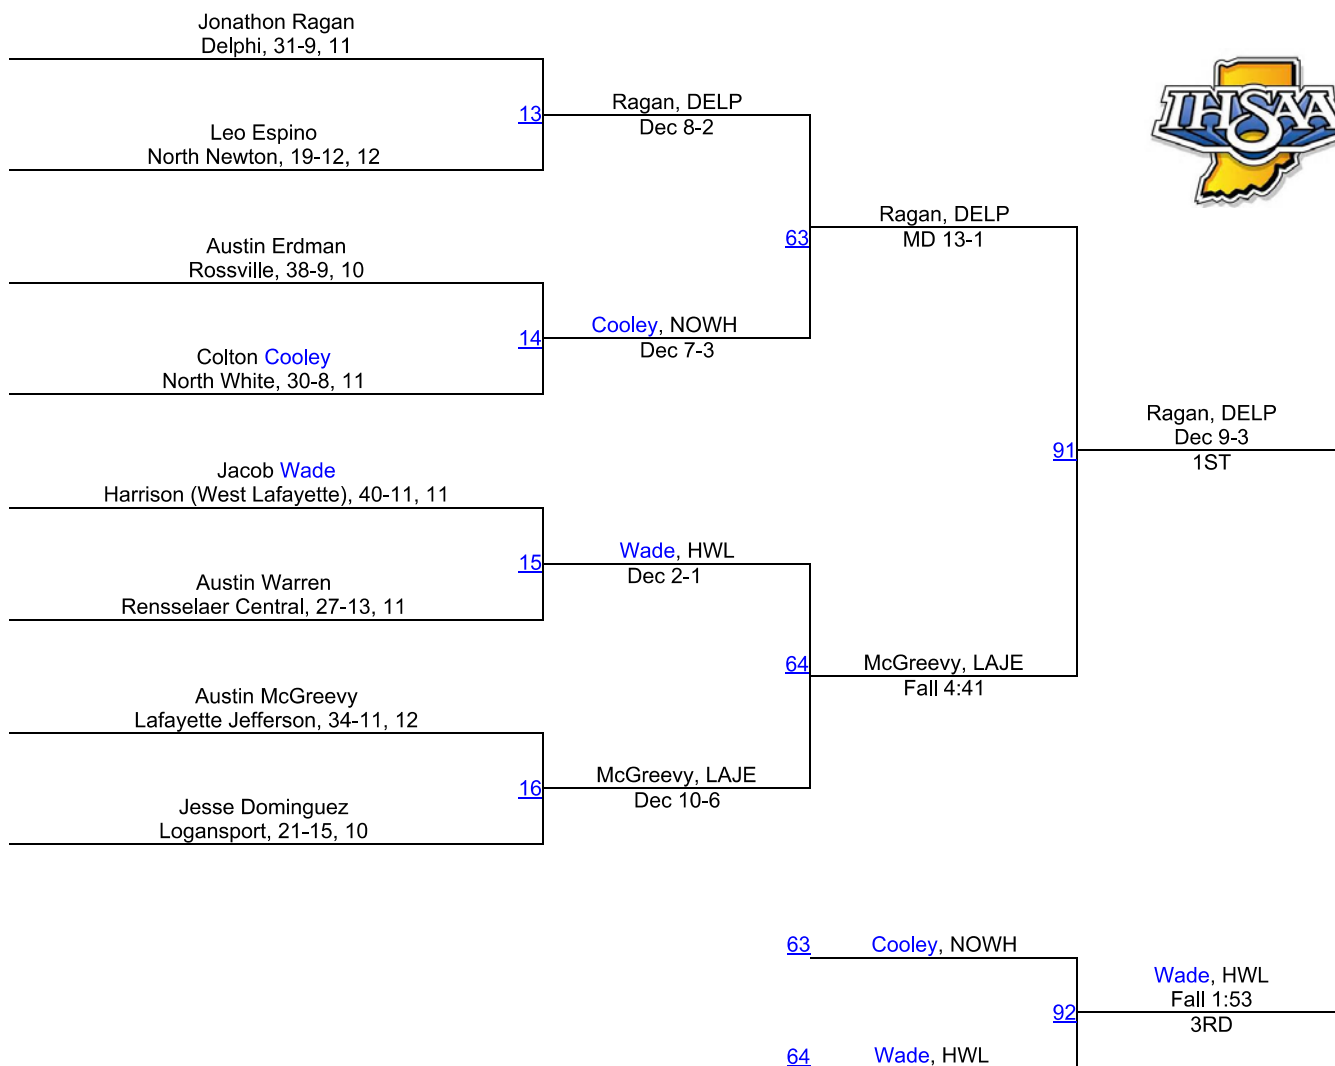 Jonathon Ragan
Delphi, 31-9, 11
13
Ragan, DELP
Dec 8-2
Leo Espino
North Newton, 19-12, 12
IHSAA
63
Ragan, DELP
MD 13-1
Austin Erdman
Rossville, 38-9, 10
14
Cooley, NOWH
Dec 7-3
Colton Cooley
North White, 30-8, 11
91
Ragan, DELP
Dec 9-3
1ST
Jacob Wade
Harrison (West Lafayette), 40-11, 11
15
Wade, HWL
Dec 2-1
Austin Warren
Rensselaer Central, 27-13, 11
64
McGreevy, LAJE
Fall 4:41
Austin McGreevy
Lafayette Jefferson, 34-11, 12
16
McGreevy, LAJE
Dec 10-6
Jesse Dominguez
Logansport, 21-15, 10
63
Cooley, NOWH
92
Wade, HWL
Fall 1:53
3RD
64
Wade, HWL